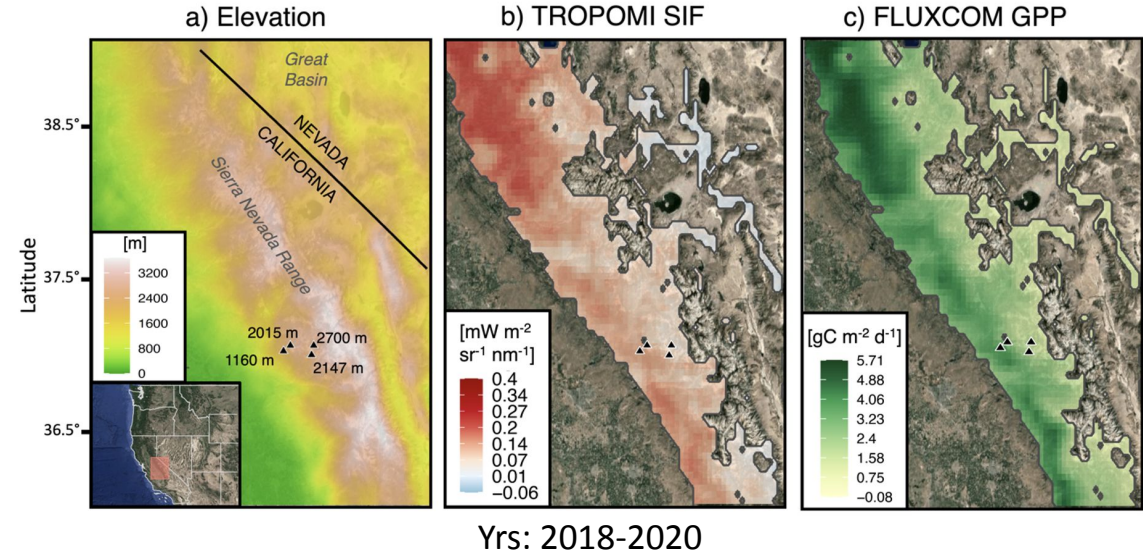 a) Elevation
b) TROPOMI SIF
c) FLUXCOM GPP
Latitude
38.5°
37.5°
36.5°
Great
Basin
NEVADA
CALIFORNIA
Sierra Nevada Range
[m]
3200
2400
1600
800
0
2015 m
2700 m
1160 m
2147 m
[mW m⁻²
sr⁻¹ nm⁻¹]
0.4
0.34
0.27
0.2
0.14
0.07
0.01
−0.06
[gC m⁻² d⁻¹]
5.71
4.88
4.06
3.23
2.4
1.58
0.75
−0.08
Yrs: 2018-2020